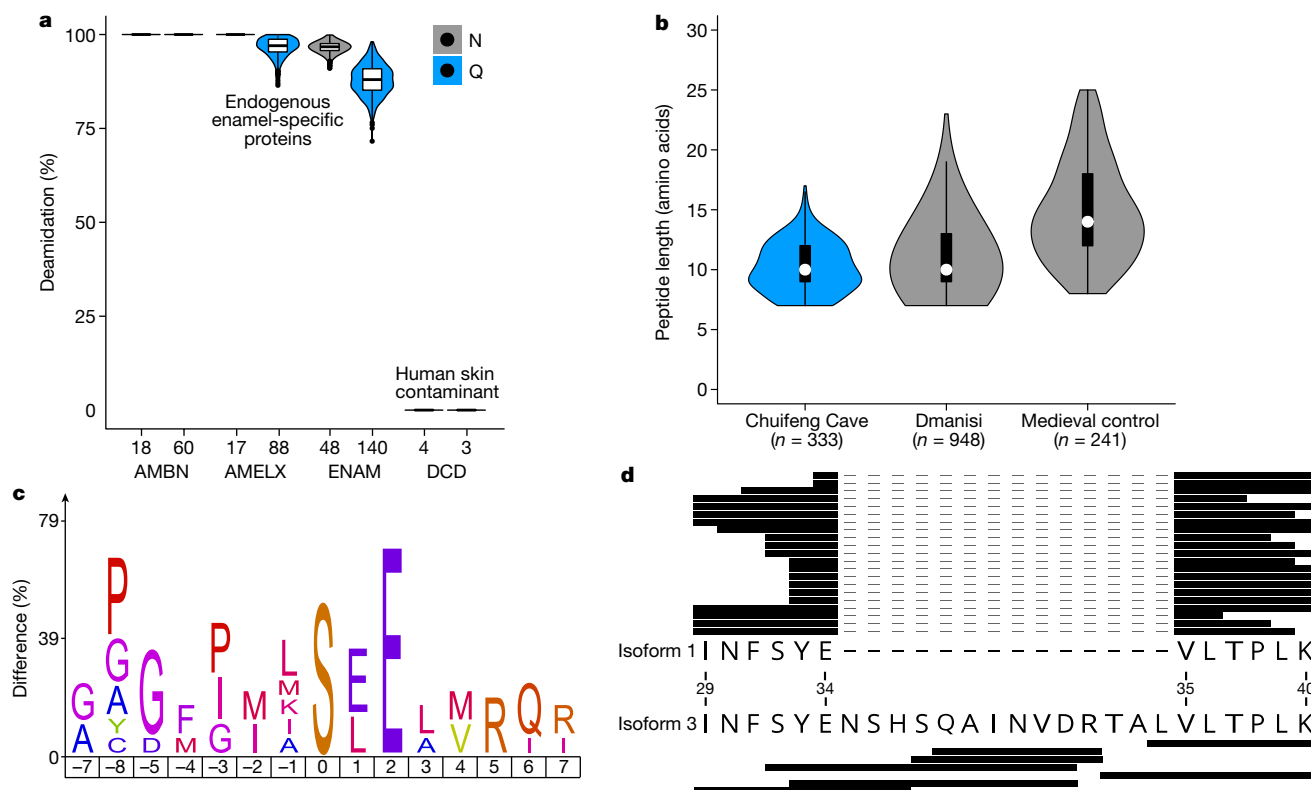 a
100
75
50
25
0
Deamidation (%)
N
Q
Endogenous
enamel-specific
proteins
Human skin
contaminant
18 60 17 88 48 140 4 3
AMBN AMELX ENAM DCD
b
30
25
20
15
10
5
0
Peptide length (amino acids)
Chuifeng Cave Dmanisi Medieval control
(n = 333) (n = 948) (n = 241)
c
79
39
0
Difference (%)
G A
P G A Y C
G D
F M
P I G
M I
L M K I A
S
E L
E
L A
M V
R
Q I
R I
–7 –8 –5 –4 –3 –2 –1 0 1 2 3 4 5 6 7
d
Isoform 1 I N F S Y E – – – – – – – – – – – – – – V L T P L K
29 34 35 40
Isoform 3 I N F S Y E N S H S Q A I N V D R T A L V L T P L K